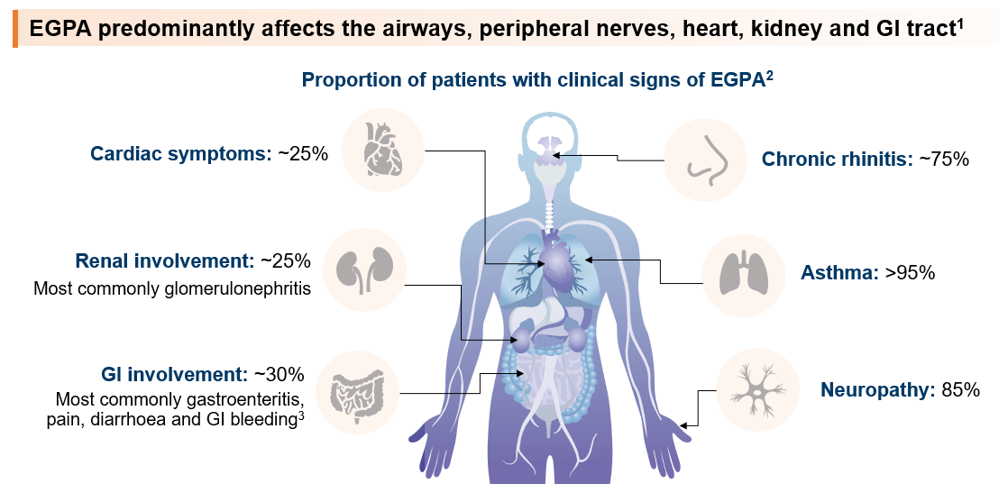 EGPA predominantly affects the airways, peripheral nerves, heart, kidney and GI tract¹
Proportion of patients with clinical signs of EGPA²
Cardiac symptoms: ~25%
Chronic rhinitis: ~75%
Renal involvement: ~25%
Most commonly glomerulonephritis
Asthma: >95%
GI involvement: ~30%
Most commonly gastroenteritis,
pain, diarrhoea and GI bleeding³
Neuropathy: 85%